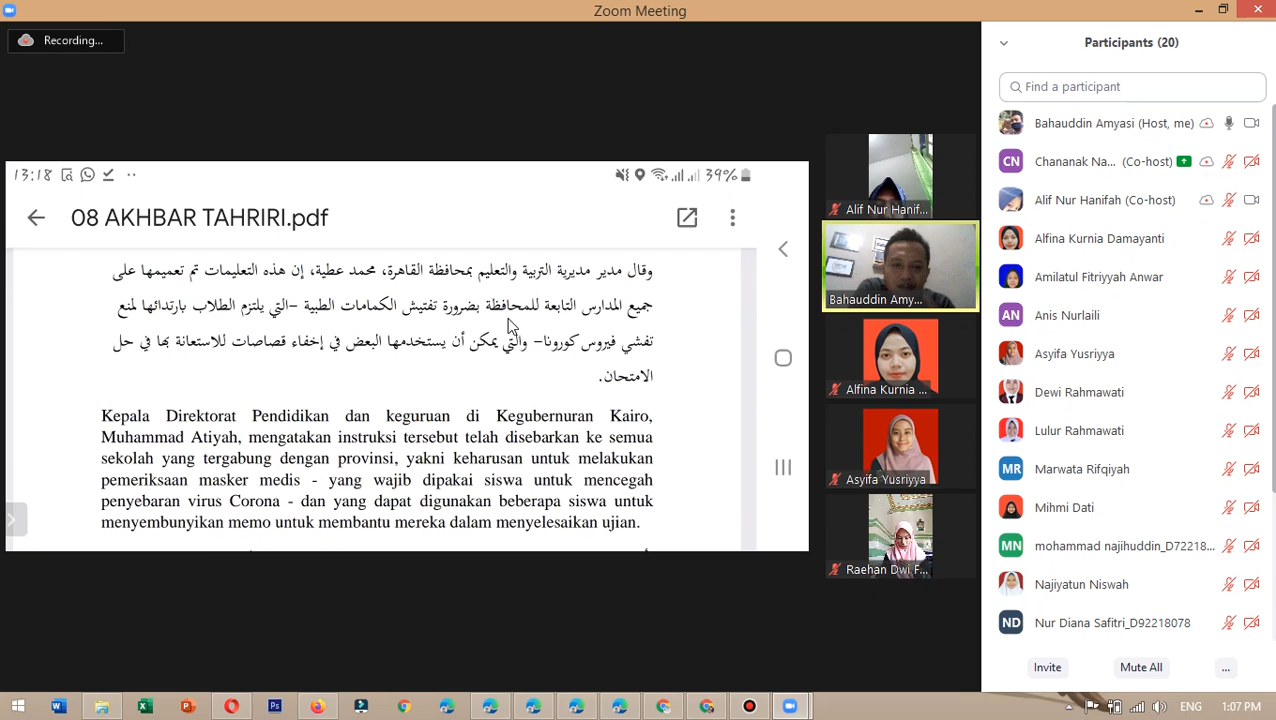 Zoom Meeting
Recording...
13:18
39%
08 AKHBAR TAHRIRI.pdf
وقال مدير مديرية التربية والتعليم بمحافظة القاهرة، محمد عطية، إن هذه التعليمات تم تعميمها على
جميع المدارس التابعة للمحافظة بضرورة تفتيش الكمامات الطبية –التي يلتزم الطلاب بارتدائها لمنع
تفشي فيروس كورونا– والتي يمكن أن يستخدمها البعض في إخفاء قصاصات للاستعانة بها في حل
الامتحان.
Kepala Direktorat Pendidikan dan keguruan di Kegubernuran Kairo,
Muhammad Atiyah, mengatakan instruksi tersebut telah disebarkan ke semua
sekolah yang tergabung dengan provinsi, yakni keharusan untuk melakukan
pemeriksaan masker medis - yang wajib dipakai siswa untuk mencegah
penyebaran virus Corona - dan yang dapat digunakan beberapa siswa untuk
menyembunyikan memo untuk membantu mereka dalam menyelesaikan ujian.
Alif Nur Hanif...
Bahauddin Amy...
Alfina Kurnia ...
Asyifa Yusriyya
Raehan Dwi F...
Participants (20)
Find a participant
Bahauddin Amyasi (Host, me)
CN Chananak Na... (Co-host)
Alif Nur Hanifah (Co-host)
Alfina Kurnia Damayanti
Amilatul Fitriyyah Anwar
AN Anis Nurlaili
Asyifa Yusriyya
Dewi Rahmawati
Lulur Rahmawati
MR Marwata Rifqiyah
Mihmi Dati
MN mohammad najihuddin_D72218...
Najiyatun Niswah
ND Nur Diana Safitri_D92218078
Invite
Mute All
...
ENG
1:07 PM